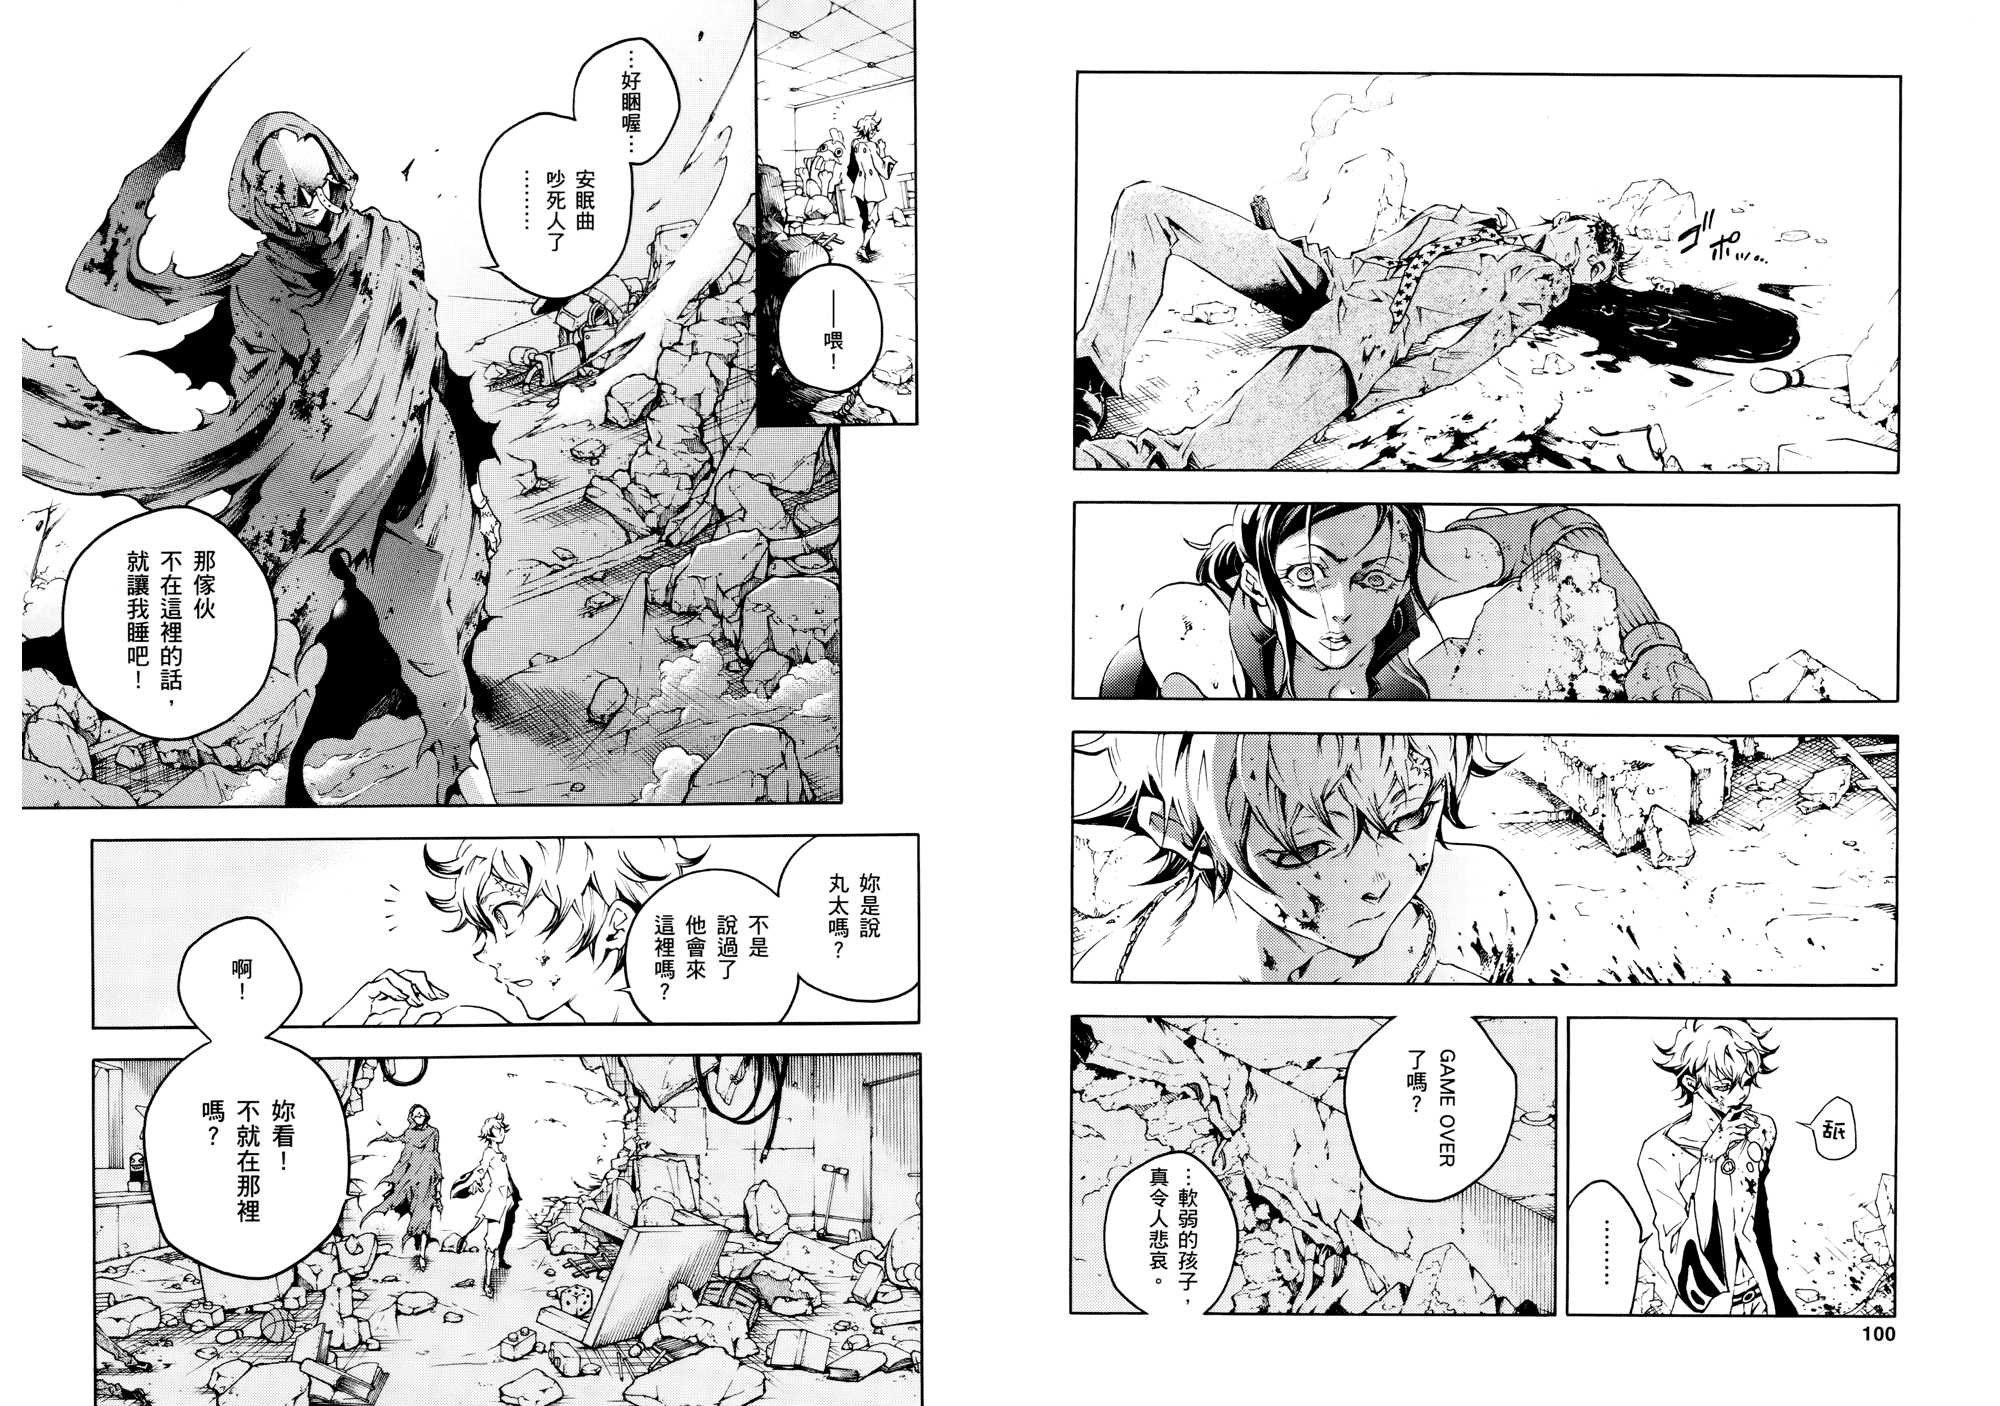 ゴポッ…
舐
………
GAME OVER
了嗎？
…軟弱的孩子，
真令人悲哀。
100
——喂！
…好睏喔…
安眠曲
吵死人了
………
那傢伙
不在這裡的話，
就讓我睡吧！
妳是說
丸太嗎？
不是
說過了
他會來
這裡嗎？
啊！
妳看！
不就在那裡
嗎？